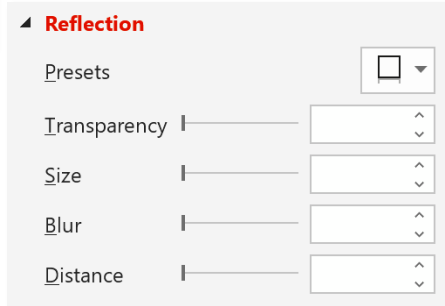 Reflection
Presets
Transparency
Size
Blur
Distance